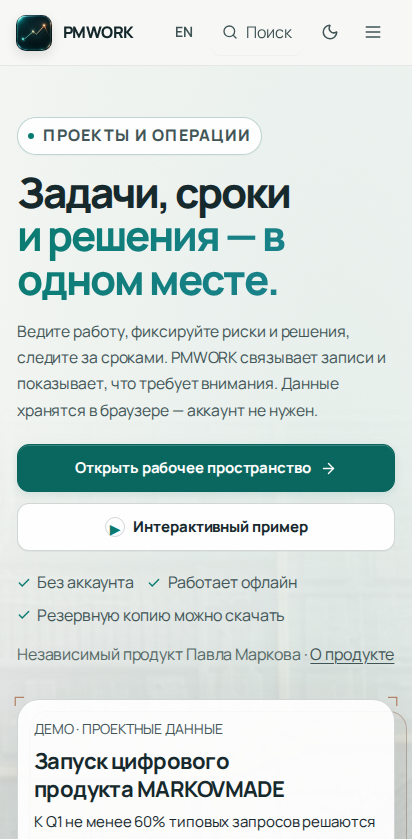 PMWORK EN Поиск
ПРОЕКТЫ И ОПЕРАЦИИ
Задачи, сроки
и решения — в
одном месте.
Ведите работу, фиксируйте риски и решения,
следите за сроками. PMWORK связывает записи и
показывает, что требует внимания. Данные
хранятся в браузере — аккаунт не нужен.
Открыть рабочее пространство →
Интерактивный пример
Без аккаунта Работает офлайн
Резервную копию можно скачать
Независимый продукт Павла Маркова · О продукте
ДЕМО · ПРОЕКТНЫЕ ДАННЫЕ
Запуск цифрового
продукта MARKOVMADE
К Q1 не менее 60% типовых запросов решаются